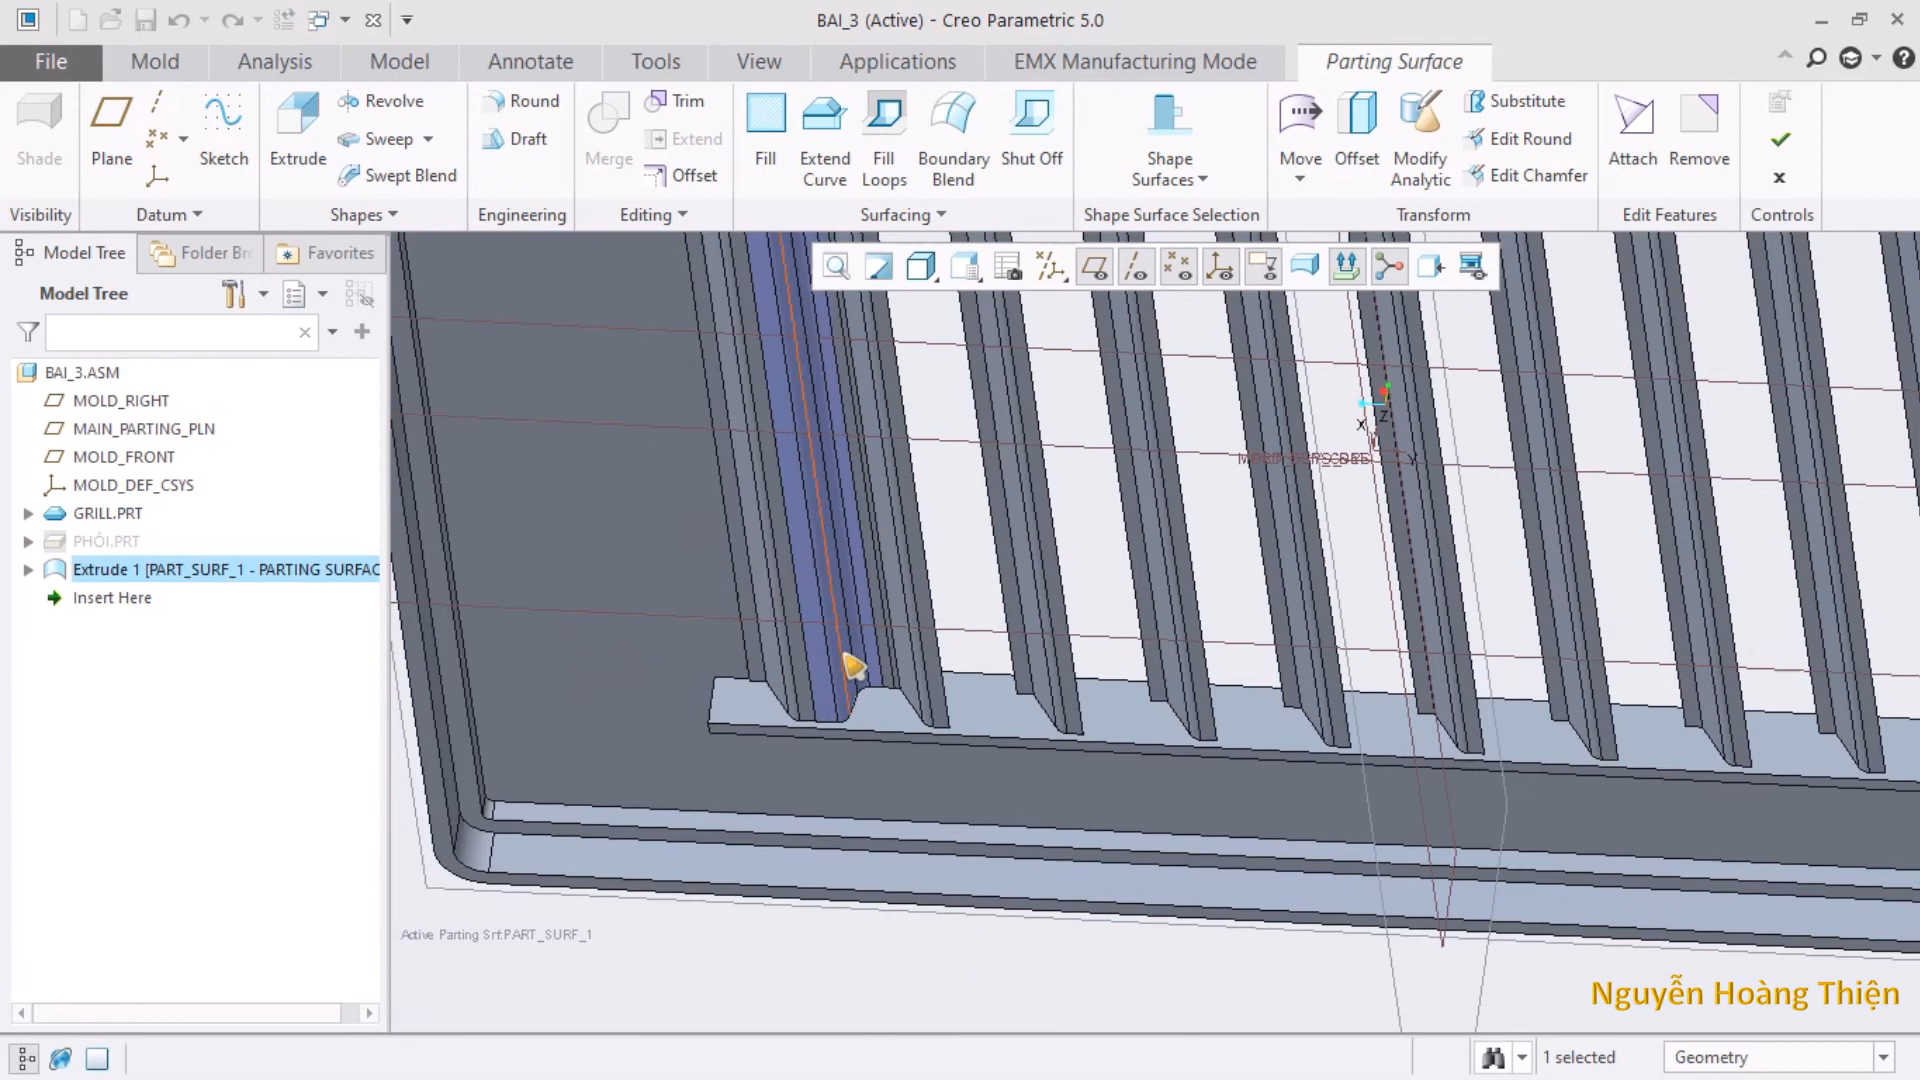 BAI_3 (Active) - Creo Parametric 5.0
File
Mold
Analysis
Model
Annotate
Tools
View
Applications
EMX Manufacturing Mode
Parting Surface
Shade
Plane
Sketch
Extrude
Revolve
Sweep
Swept Blend
Round
Draft
Merge
Trim
Extend
Offset
Fill
Extend Curve
Fill Loops
Boundary Blend
Shut Off
Shape Surfaces
Move
Offset
Modify Analytic
Substitute
Edit Round
Edit Chamfer
Attach
Remove
Visibility
Datum
Shapes
Engineering
Editing
Surfacing
Shape Surface Selection
Transform
Edit Features
Controls
Model Tree
Folder Br
Favorites
Model Tree
BAI_3.ASM
MOLD_RIGHT
MAIN_PARTING_PLN
MOLD_FRONT
MOLD_DEF_CSYS
GRILL.PRT
PHÔI.PRT
Extrude 1 [PART_SURF_1 - PARTING SURFAC
Insert Here
X
Z
Y
Active Parting Srf:PART_SURF_1
Nguyễn Hoàng Thiện
1 selected
Geometry